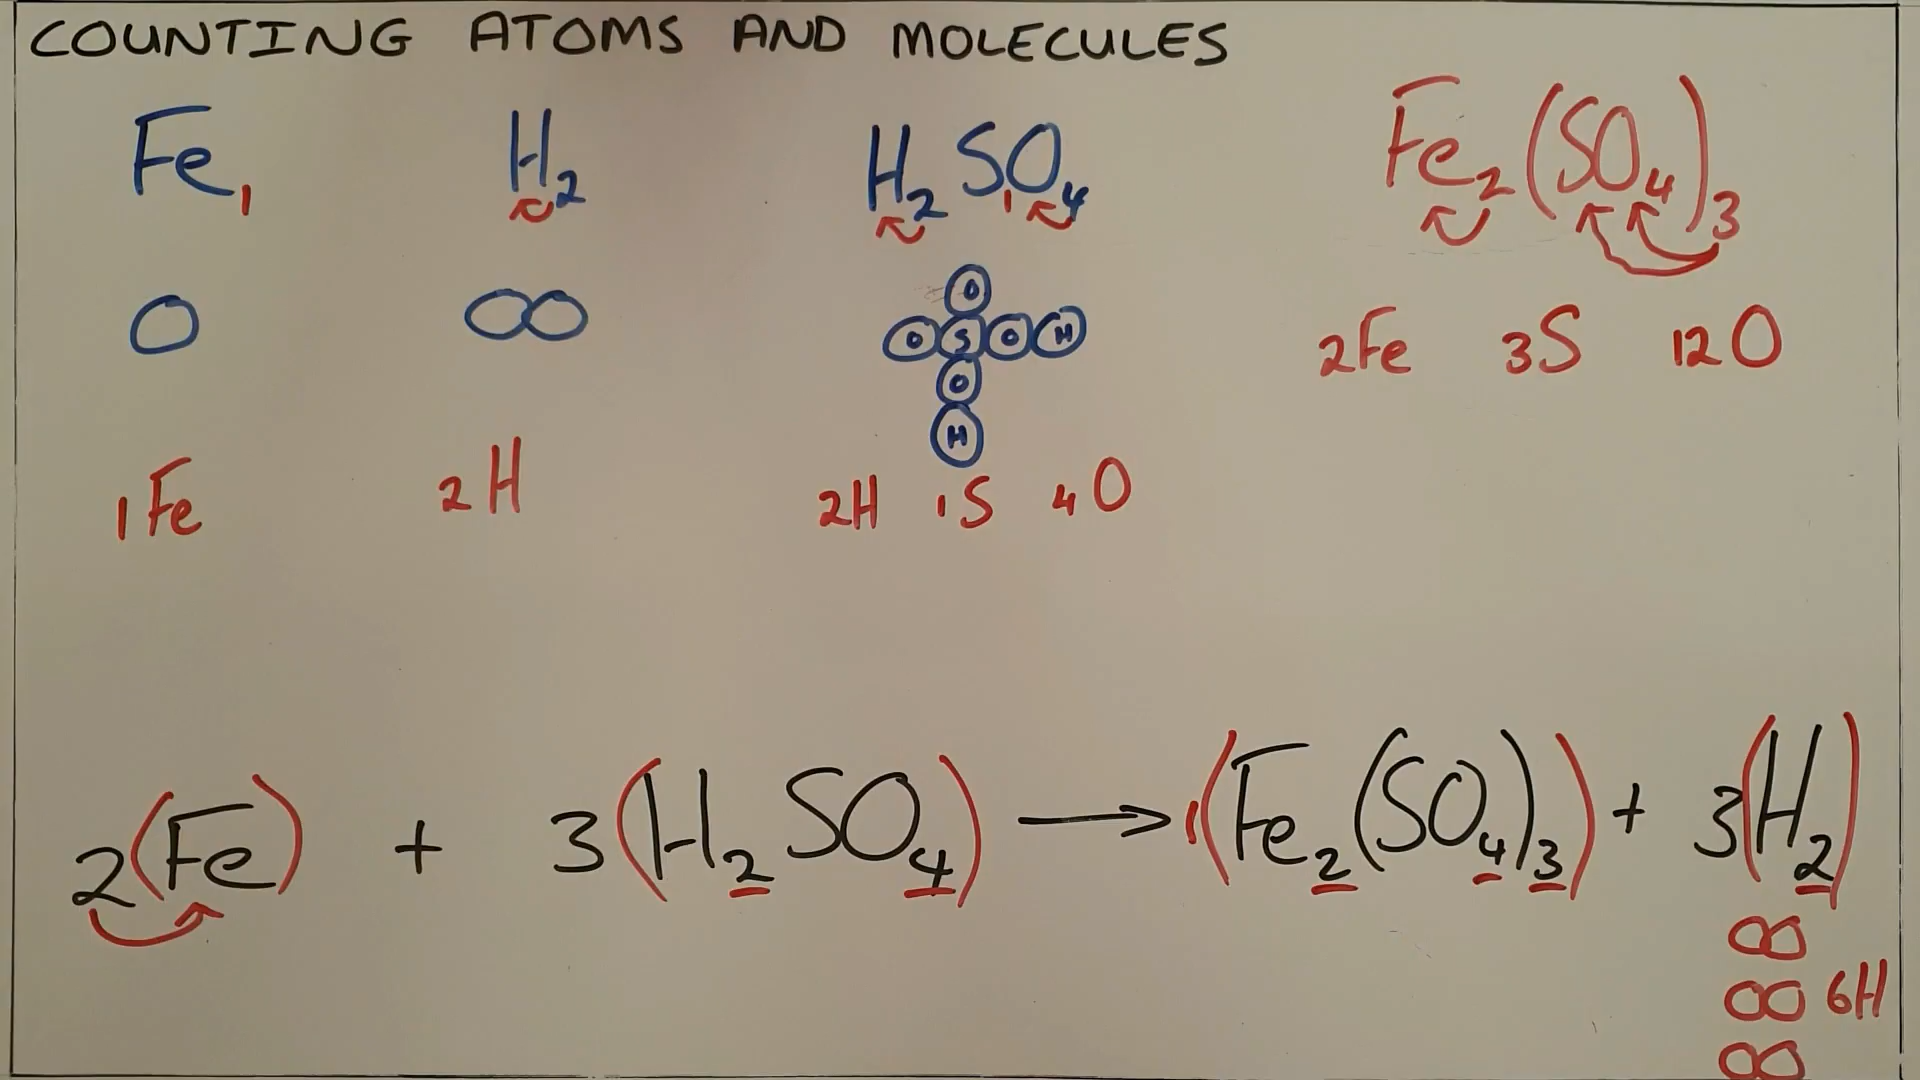 COUNTING ATOMS AND MOLECULES
Fe₁ H₂ H₂S₁O₄ Fe₂(SO₄)₃
O
O S O H
O
H
2Fe 3S 12O
1Fe 2H 2H 1S 4O
2(Fe) + 3(H₂SO₄) → 1(Fe₂(SO₄)₃) + 3(H₂)
6H